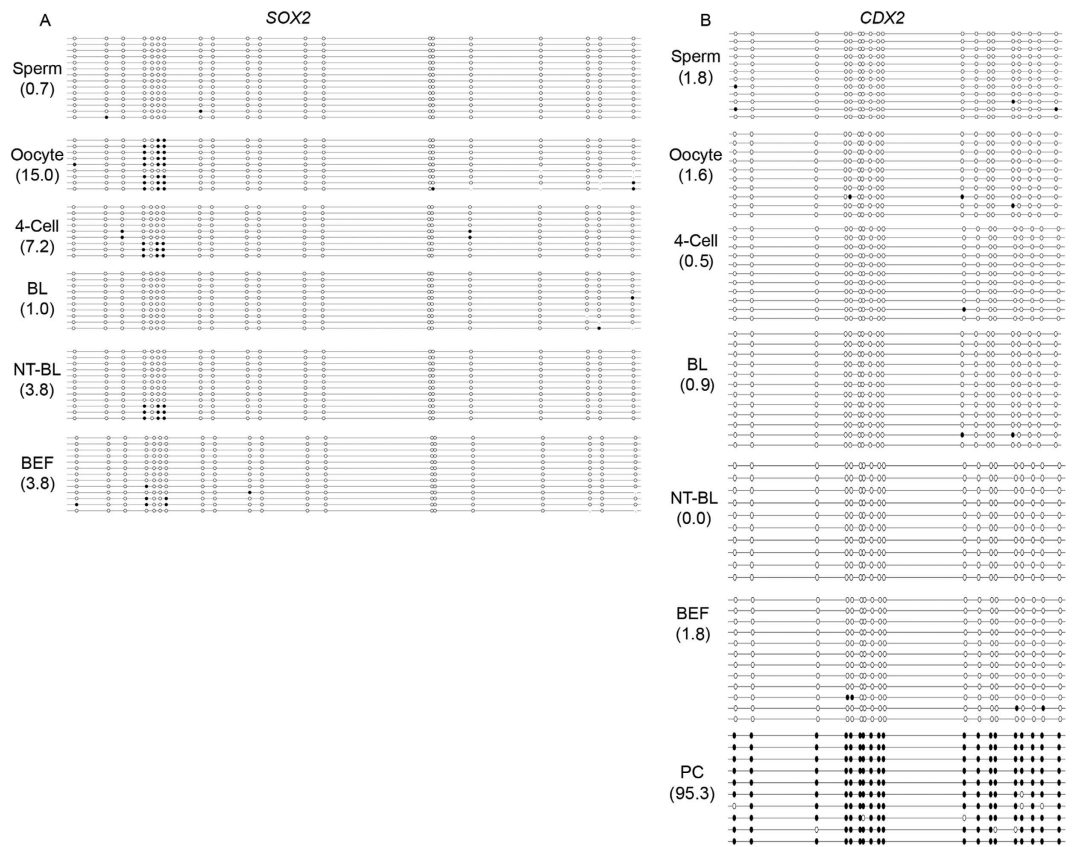 A
SOX2
Sperm
(0.7)
Oocyte
(15.0)
4-Cell
(7.2)
BL
(1.0)
NT-BL
(3.8)
BEF
(3.8)
B
CDX2
Sperm
(1.8)
Oocyte
(1.6)
4-Cell
(0.5)
BL
(0.9)
NT-BL
(0.0)
BEF
(1.8)
PC
(95.3)